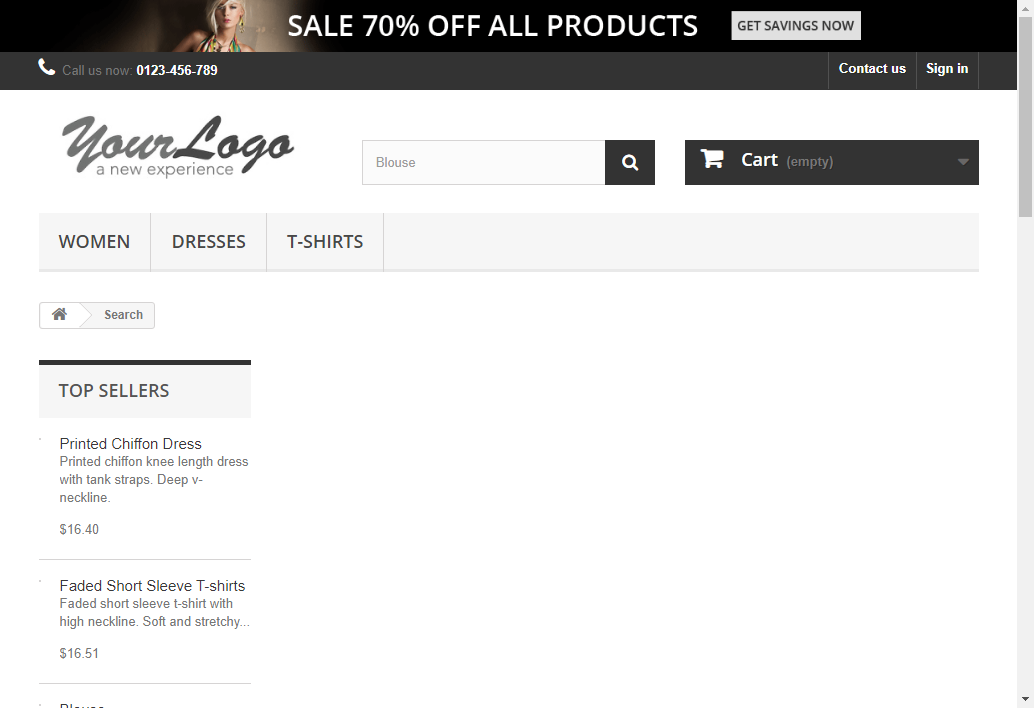 SALE 70% OFF ALL PRODUCTS
GET SAVINGS NOW
Call us now: 0123-456-789
Contact us
Sign in
YourLogo
a new experience
Blouse
Cart (empty)
WOMEN
DRESSES
T-SHIRTS
Search
TOP SELLERS
Printed Chiffon Dress
Printed chiffon knee length dress
with tank straps. Deep v-
neckline.
$16.40
Faded Short Sleeve T-shirts
Faded short sleeve t-shirt with
high neckline. Soft and stretchy...
$16.51
Blouse